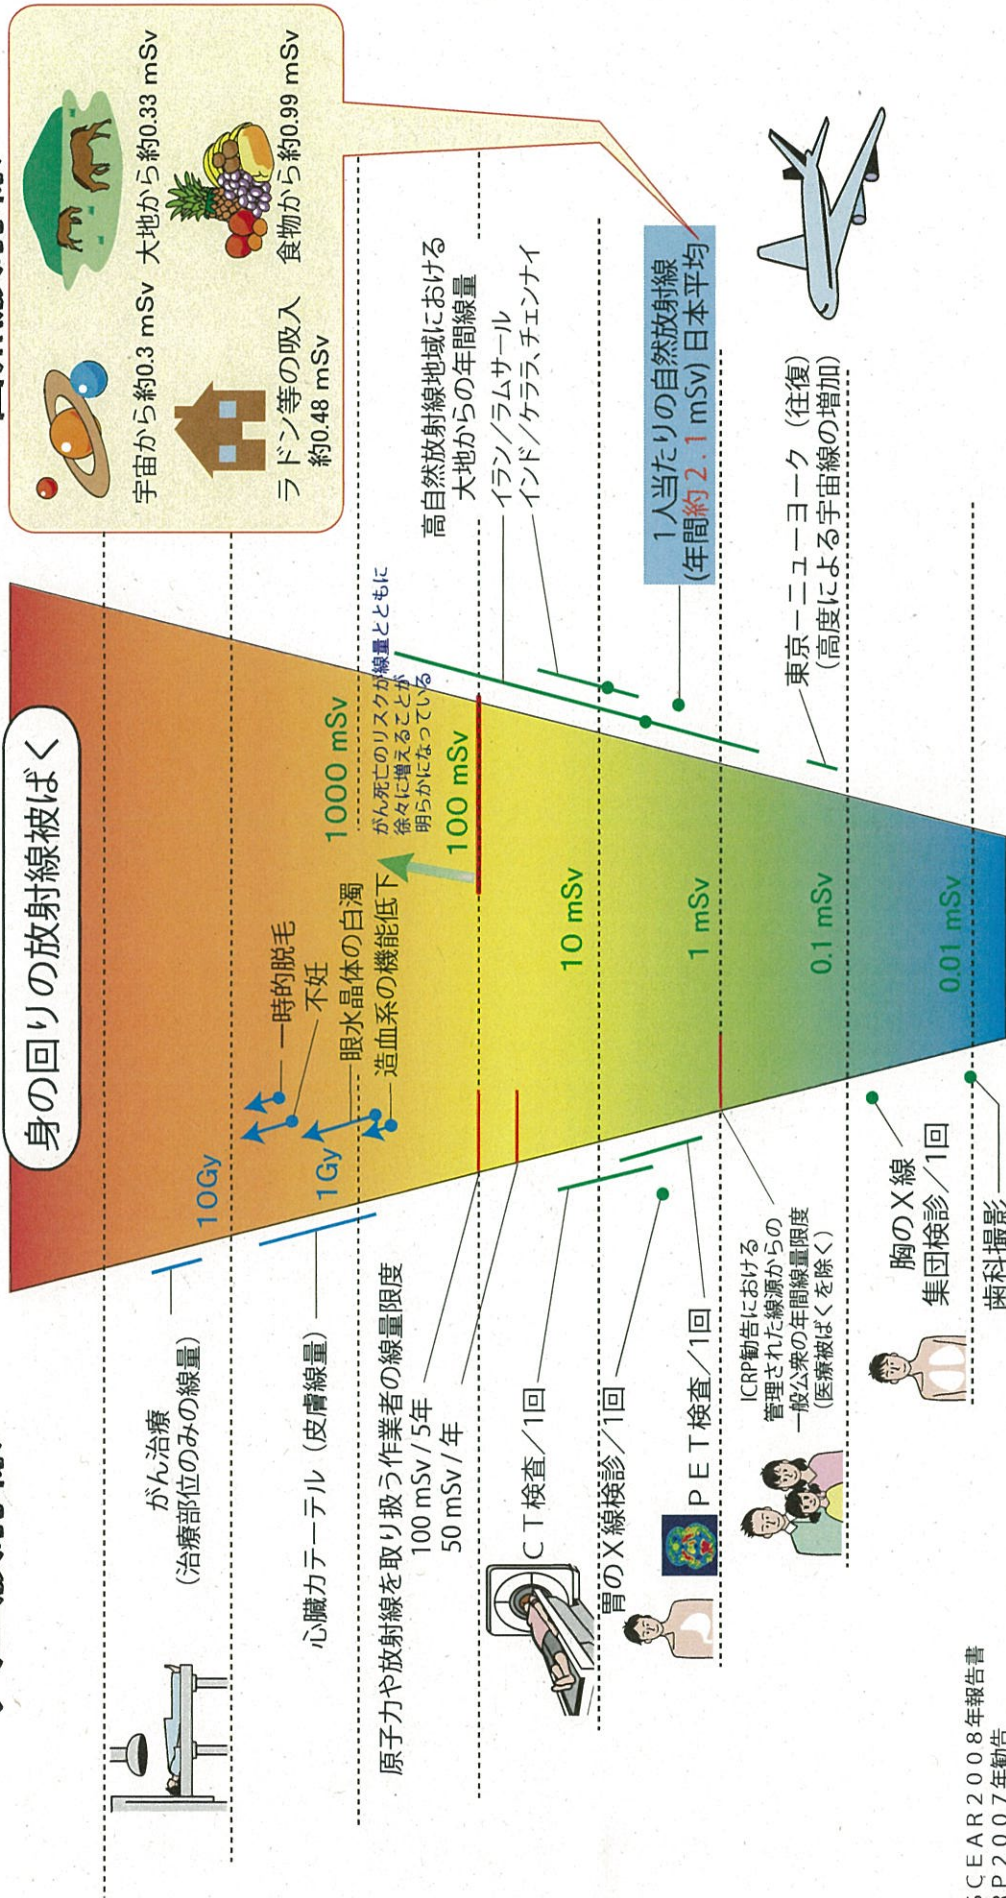 身の回りの放射線被ばく
宇宙から約0.3 mSv
大地から約0.33 mSv
ラドン等の吸入
約0.48 mSv
食物から約0.99 mSv
がん治療
(治療部位のみの線量)
心臓カテーテル(皮膚線量)
原子力や放射線を取り扱う作業者の線量限度
100 mSv / 5年
50 mSv / 年
CT検査/1回
胃のX線検診/1回
PET検査/1回
ICRP勧告における
管理された線源からの
一般公衆の年間線量限度
(医療被ばくを除く)
胸のX線
集団検診/1回
歯科撮影
10Gy
1Gy
一時的脱毛
不妊
眼水晶体の白濁
造血系の機能低下
1000 mSv
がん死亡のリスクが線量とともに
徐々に増えることが
明らかになっている
100 mSv
10 mSv
1 mSv
0.1 mSv
0.01 mSv
高自然放射線地域における
大地からの年間線量
イラン/ラムサール
インド/ケララ、チェンナイ
1人当たりの自然放射線
(年間約2.1 mSv)日本平均
東京ーニューヨーク(往復)
(高度による宇宙線の増加)
SCEAR2008年報告書
RP2007年勧告